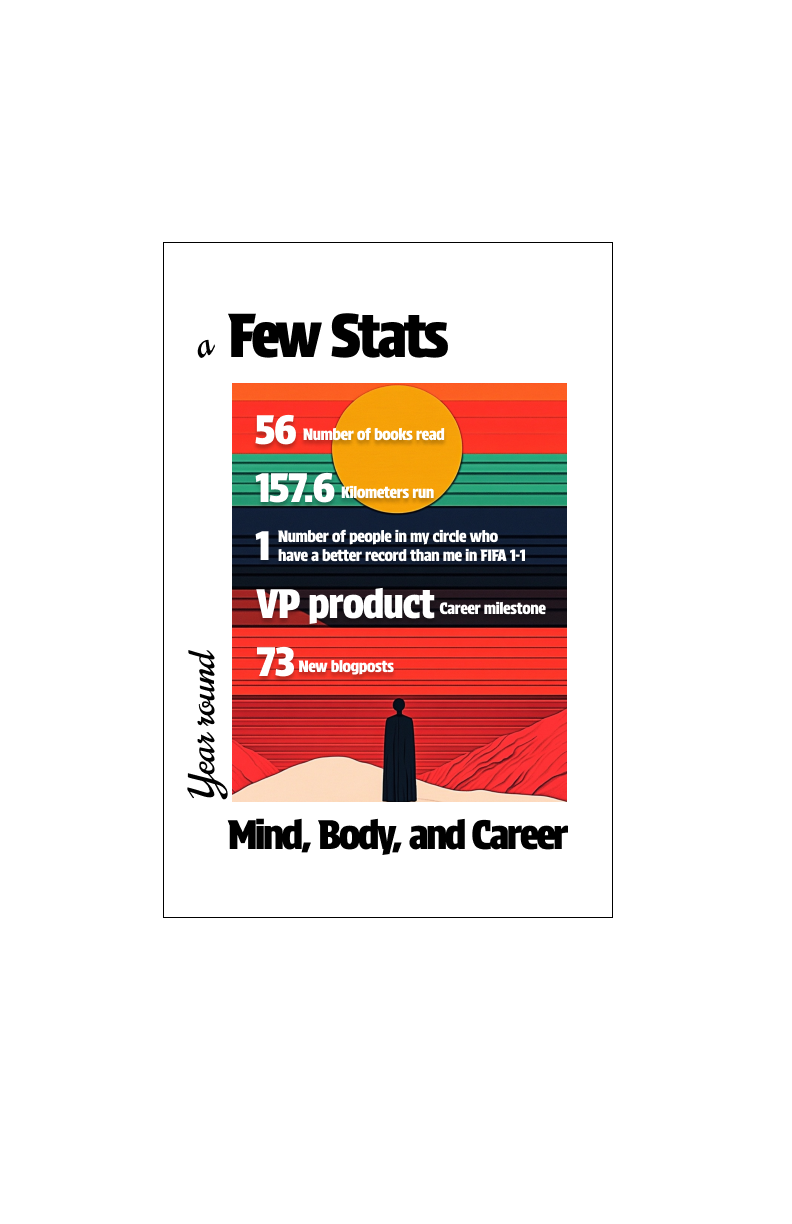 a Few Stats
56 Number of books read
157.6 Kilometers run
1 Number of people in my circle who
have a better record than me in FIFA 1-1
VP product Career milestone
73 New blogposts
Year round
Mind, Body, and Career